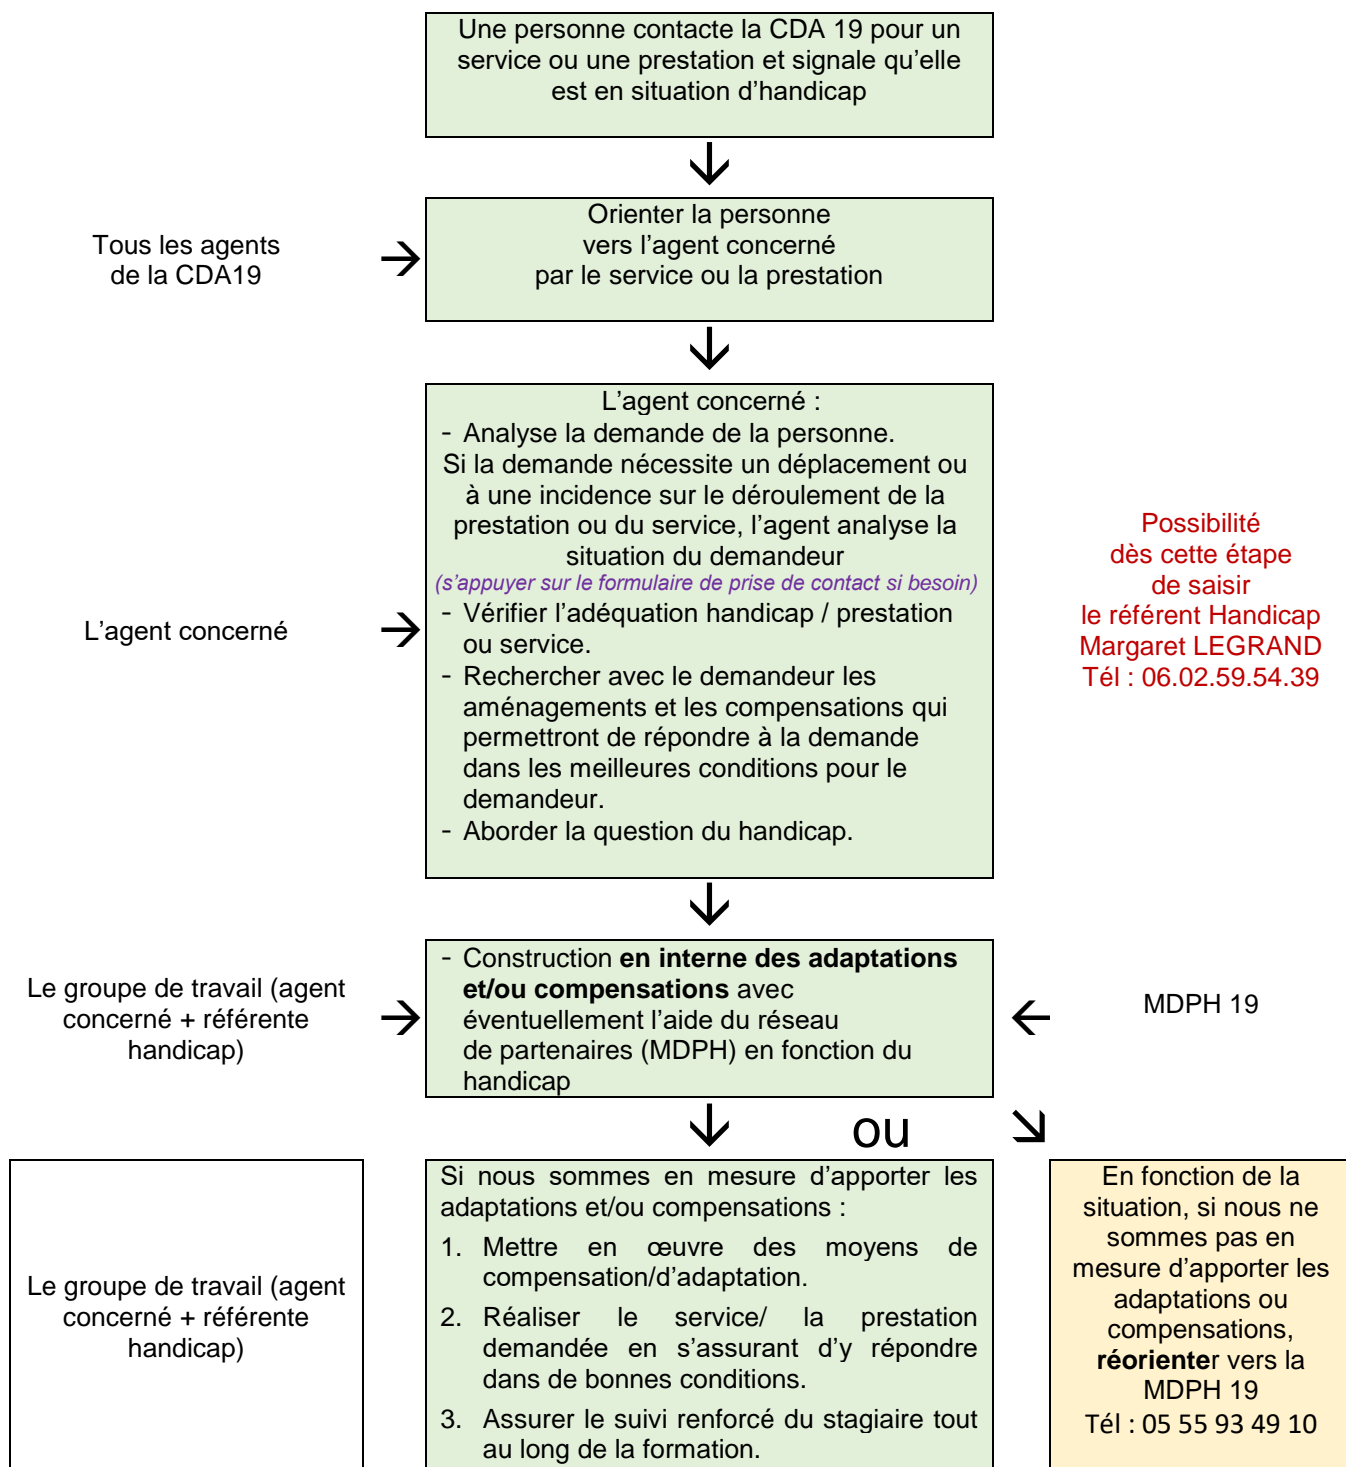 Une personne contacte la CDA 19 pour un
service ou une prestation et signale qu’elle
est en situation d’handicap
Tous les agents
de la CDA19
Orienter la personne
vers l’agent concerné
par le service ou la prestation
L’agent concerné
L’agent concerné :
- Analyse la demande de la personne.
Si la demande nécessite un déplacement ou
à une incidence sur le déroulement de la
prestation ou du service, l’agent analyse la
situation du demandeur
(s’appuyer sur le formulaire de prise de contact si besoin)
- Vérifier l’adéquation handicap / prestation
ou service.
- Rechercher avec le demandeur les
aménagements et les compensations qui
permettront de répondre à la demande
dans les meilleures conditions pour le
demandeur.
- Aborder la question du handicap.
Possibilité
dès cette étape
de saisir
le référent Handicap
Margaret LEGRAND
Tél : 06.02.59.54.39
Le groupe de travail (agent
concerné + référente
handicap)
- Construction en interne des adaptations
et/ou compensations avec
éventuellement l’aide du réseau
de partenaires (MDPH) en fonction du
handicap
MDPH 19
ou
Le groupe de travail (agent
concerné + référente
handicap)
Si nous sommes en mesure d’apporter les
adaptations et/ou compensations :
1. Mettre en œuvre des moyens de
compensation/d’adaptation.
2. Réaliser le service/ la prestation
demandée en s’assurant d’y répondre
dans de bonnes conditions.
3. Assurer le suivi renforcé du stagiaire tout
au long de la formation.
En fonction de la
situation, si nous ne
sommes pas en
mesure d’apporter les
adaptations ou
compensations,
réorienter vers la
MDPH 19
Tél : 05 55 93 49 10